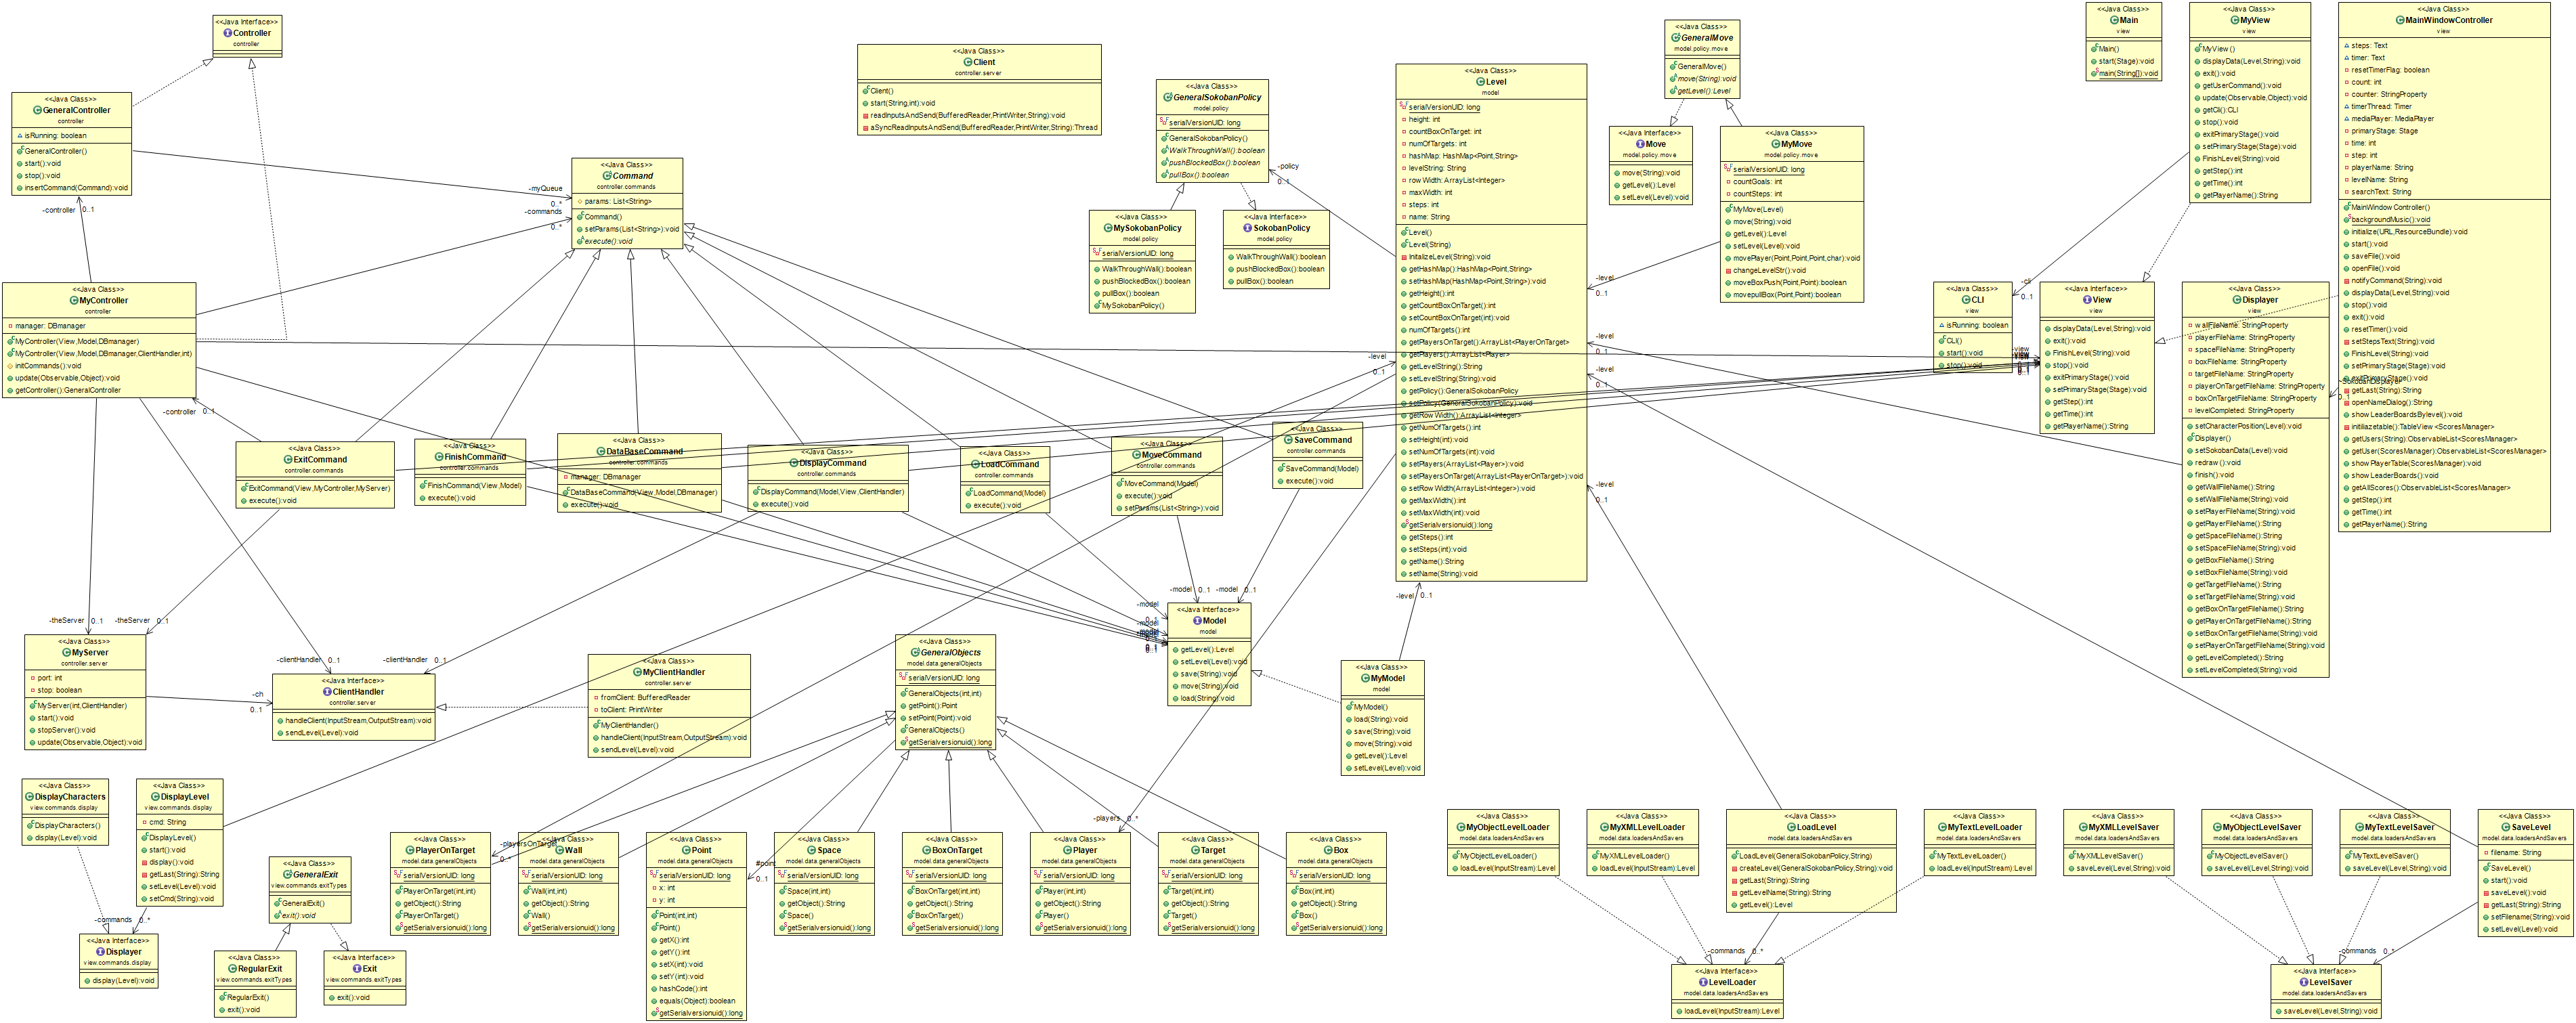 <<Java Interface>>
Controller
controller
<<Java Class>>
GeneralController
controller
isRunning: boolean
GeneralController()
start():void
stop():void
insertCommand(Command):void
-controller 0..1
<<Java Class>>
MyController
controller
manager: DBmanager
MyController(View,Model,DBmanager)
MyController(View,Model,DBmanager,ClientHandler,int)
initCommands():void
update(Observable,Object):void
getController():GeneralController
<<Java Class>>
Command
controller.commands
params: List<String>
Command()
setParams(List<String>):void
execute():void
-myQueue
0..*
-commands
0..*
<<Java Class>>
Client
controller.server
Client()
start(String,int):void
readInputsAndSend(BufferedReader,PrintWriter,String):void
aSyncReadInputsAndSend(BufferedReader,PrintWriter,String):Thread
<<Java Class>>
GeneralSokobanPolicy
model.policy
serialVersionUID: long
GeneralSokobanPolicy()
WalkThroughWall():boolean
pushBlockedBox():boolean
pullBox():boolean
-policy
0..1
<<Java Class>>
MySokobanPolicy
model.policy
serialVersionUID: long
WalkThroughWall():boolean
pushBlockedBox():boolean
pullBox():boolean
MySokobanPolicy()
<<Java Interface>>
SokobanPolicy
model.policy
WalkThroughWall():boolean
pushBlockedBox():boolean
pullBox():boolean
<<Java Class>>
Level
model
serialVersionUID: long
height: int
countBoxOnTarget: int
numOfTargets: int
hashMap: HashMap<Point,String>
levelString: String
rowWidth: ArrayList<Integer>
maxWidth: int
steps: int
name: String
Level()
Level(String)
InitalizeLevel(String):void
getHashMap():HashMap<Point,String>
setHashMap(HashMap<Point,String>):void
getHeight():int
getCountBoxOnTarget():int
setCountBoxOnTarget(int):void
numOfTargets():int
getPlayersOnTarget():ArrayList<PlayerOnTarget>
getPlayers():ArrayList<Player>
getLevelString():String
setLevelString(String):void
getPolicy():GeneralSokobanPolicy
setPolicy(GeneralSokobanPolicy):void
getRowWidth():ArrayList<Integer>
getNumOfTargets():int
setHeight(int):void
setNumOfTargets(int):void
setPlayers(ArrayList<Player>):void
setPlayersOnTarget(ArrayList<PlayerOnTarget>):void
setRowWidth(ArrayList<Integer>):void
getMaxWidth():int
setMaxWidth(int):void
getSerialversionuid():long
getSteps():int
setSteps(int):void
getName():String
setName(String):void
<<Java Class>>
GeneralMove
model.policy.move
GeneralMove()
move(String):void
getLevel():Level
<<Java Interface>>
Move
model.policy.move
move(String):void
getLevel():Level
setLevel(Level):void
<<Java Class>>
MyMove
model.policy.move
serialVersionUID: long
countGoals: int
countSteps: int
MyMove(Level)
move(String):void
getLevel():Level
setLevel(Level):void
movePlayer(Point,Point,Point,char):void
changeLevelStr():void
moveBoxPush(Point,Point):boolean
movepullBox(Point,Point):boolean
-level
0..1
-level
0..1
-level
-level
0..1
-level
0..1
<<Java Class>>
Main
view
Main()
start(Stage):void
main(String[]):void
<<Java Class>>
MyView
view
MyView()
displayData(Level,String):void
exit():void
getUserCommand():void
update(Observable,Object):void
getCli():CLI
stop():void
exitPrimaryStage():void
setPrimaryStage(Stage):void
FinishLevel(String):void
getStep():int
getTime():int
getPlayerName():String
<<Java Class>>
MainWindowController
view
steps: Text
timer: Text
resetTimerFlag: boolean
count: int
counter: StringProperty
timerThread: Timer
mediaPlayer: MediaPlayer
primaryStage: Stage
time: int
step: int
playerName: String
levelName: String
searchText: String
MainWindowController()
backgroundMusic():void
initialize(URL,ResourceBundle):void
start():void
saveFile():void
openFile():void
notifyCommand(String):void
displayData(Level,String):void
stop():void
exit():void
resetTimer():void
setStepsText(String):void
FinishLevel(String):void
setPrimaryStage(Stage):void
exitPrimaryStage():void
getLast(String):String
openNameDialog():String
showLeaderBoardsBylevel():void
initiliazetable():TableView<ScoresManager>
getUsers(String):ObservableList<ScoresManager>
getUser(ScoresManager):ObservableList<ScoresManager>
showPlayerTable(ScoresManager):void
showLeaderBoards():void
getAllScores():ObservableList<ScoresManager>
getStep():int
getTime():int
getPlayerName():String
<<Java Class>>
CLI
view
isRunning: boolean
CLI()
start():void
stop():void
-cli
0..1
<<Java Interface>>
View
view
displayData(Level,String):void
exit():void
FinishLevel(String):void
stop():void
exitPrimaryStage():void
setPrimaryStage(Stage):void
getStep():int
getTime():int
getPlayerName():String
-view
0..1
<<Java Class>>
Displayer
view
wallFileName: StringProperty
playerFileName: StringProperty
spaceFileName: StringProperty
boxFileName: StringProperty
targetFileName: StringProperty
playerOnTargetFileName: StringProperty
boxOnTargetFileName: StringProperty
levelCompleted: StringProperty
setCharacterPosition(Level):void
Displayer()
setSokobanData(Level):void
redraw():void
finish():void
getWallFileName():String
setWallFileName(String):void
setPlayerFileName(String):void
getPlayerFileName():String
getSpaceFileName():String
setSpaceFileName(String):void
getBoxFileName():String
setBoxFileName(String):void
getTargetFileName():String
setTargetFileName(String):void
getBoxOnTargetFileName():String
getPlayerOnTargetFileName():String
setBoxOnTargetFileName(String):void
setPlayerOnTargetFileName(String):void
getLevelCompleted():String
setLevelCompleted(String):void
-sokobanDisplayer
0..1
-controller 0..1
<<Java Class>>
ExitCommand
controller.commands
ExitCommand(View,MyController,MyServer)
execute():void
<<Java Class>>
FinishCommand
controller.commands
FinishCommand(View,Model)
execute():void
<<Java Class>>
DataBaseCommand
controller.commands
manager: DBmanager
DataBaseCommand(View,Model,DBmanager)
execute():void
<<Java Class>>
DisplayCommand
controller.commands
DisplayCommand(Model,View,ClientHandler)
execute():void
<<Java Class>>
LoadCommand
controller.commands
LoadCommand(Model)
execute():void
<<Java Class>>
MoveCommand
controller.commands
MoveCommand(Model)
execute():void
setParams(List<String>):void
<<Java Class>>
SaveCommand
controller.commands
SaveCommand(Model)
execute():void
-level
0..1
-model 0..1
-model 0..1
-model
-model
0..1
<<Java Interface>>
Model
model
getLevel():Level
setLevel(Level):void
save(String):void
move(String):void
load(String):void
<<Java Class>>
MyModel
model
MyModel()
load(String):void
save(String):void
move(String):void
getLevel():Level
setLevel(Level):void
-level 0..1
-theServer 0..1
-theServer 0..1
<<Java Class>>
MyServer
controller.server
port: int
stop: boolean
MyServer(int,ClientHandler)
start():void
stopServer():void
update(Observable,Object):void
-ch
0..1
-clientHandler 0..1
-clientHandler 0..1
<<Java Interface>>
ClientHandler
controller.server
handleClient(InputStream,OutputStream):void
sendLevel(Level):void
<<Java Class>>
MyClientHandler
controller.server
fromClient: BufferedReader
toClient: PrintWriter
MyClientHandler()
handleClient(InputStream,OutputStream):void
sendLevel(Level):void
<<Java Class>>
GeneralObjects
model.data.generalObjects
serialVersionUID: long
GeneralObjects(int,int)
getPoint():Point
setPoint(Point):void
GeneralObjects()
getSerialversionuid():long
<<Java Class>>
DisplayCharacters
view.commands.display
DisplayCharacters()
display(Level):void
<<Java Class>>
DisplayLevel
view.commands.display
cmd: String
DisplayLevel()
start():void
display():void
getLast(String):String
setLevel(Level):void
setCmd(String):void
-commands 0..*
<<Java Interface>>
Displayer
view.commands.display
display(Level):void
<<Java Class>>
GeneralExit
view.commands.exitTypes
GeneralExit()
exit():void
<<Java Class>>
RegularExit
view.commands.exitTypes
RegularExit()
exit():void
<<Java Interface>>
Exit
view.commands.exitTypes
exit():void
<<Java Class>>
PlayerOnTarget
model.data.generalObjects
serialVersionUID: long
PlayerOnTarget(int,int)
getObject():String
PlayerOnTarget()
getSerialversionuid():long
-playersOnTarget
0..*
<<Java Class>>
Wall
model.data.generalObjects
serialVersionUID: long
Wall(int,int)
getObject():String
Wall()
getSerialversionuid():long
<<Java Class>>
Point
model.data.generalObjects
serialVersionUID: long
x: int
y: int
Point(int,int)
Point()
getX():int
getY():int
setX(int):void
setY(int):void
hashCode():int
equals(Object):boolean
getSerialversionuid():long
#point
0..1
<<Java Class>>
Space
model.data.generalObjects
serialVersionUID: long
Space(int,int)
getObject():String
Space()
getSerialversionuid():long
<<Java Class>>
BoxOnTarget
model.data.generalObjects
serialVersionUID: long
BoxOnTarget(int,int)
getObject():String
BoxOnTarget()
getSerialversionuid():long
<<Java Class>>
Player
model.data.generalObjects
serialVersionUID: long
Player(int,int)
getObject():String
Player()
getSerialversionuid():long
-players 0..*
<<Java Class>>
Target
model.data.generalObjects
serialVersionUID: long
Target(int,int)
getObject():String
Target()
getSerialversionuid():long
<<Java Class>>
Box
model.data.generalObjects
serialVersionUID: long
Box(int,int)
getObject():String
Box()
getSerialversionuid():long
<<Java Class>>
MyObjectLevelLoader
model.data.loadersAndSavers
MyObjectLevelLoader()
loadLevel(InputStream):Level
<<Java Class>>
MyXMLLevelLoader
model.data.loadersAndSavers
MyXMLLevelLoader()
loadLevel(InputStream):Level
<<Java Class>>
LoadLevel
model.data.loadersAndSavers
LoadLevel(GeneralSokobanPolicy,String)
createLevel(GeneralSokobanPolicy,String):void
getLast(String):String
getLevelName(String):String
getLevel():Level
<<Java Class>>
MyTextLevelLoader
model.data.loadersAndSavers
MyTextLevelLoader()
loadLevel(InputStream):Level
-commands 0..*
<<Java Interface>>
LevelLoader
model.data.loadersAndSavers
loadLevel(InputStream):Level
<<Java Class>>
MyXMLLevelSaver
model.data.loadersAndSavers
MyXMLLevelSaver()
saveLevel(Level,String):void
<<Java Class>>
MyObjectLevelSaver
model.data.loadersAndSavers
MyObjectLevelSaver()
saveLevel(Level,String):void
<<Java Class>>
MyTextLevelSaver
model.data.loadersAndSavers
MyTextLevelSaver()
saveLevel(Level,String):void
<<Java Class>>
SaveLevel
model.data.loadersAndSavers
filename: String
SaveLevel()
start():void
saveLevel():void
getLast(String):String
setFilename(String):void
setLevel(Level):void
-commands 0..*
<<Java Interface>>
LevelSaver
model.data.loadersAndSavers
saveLevel(Level,String):void